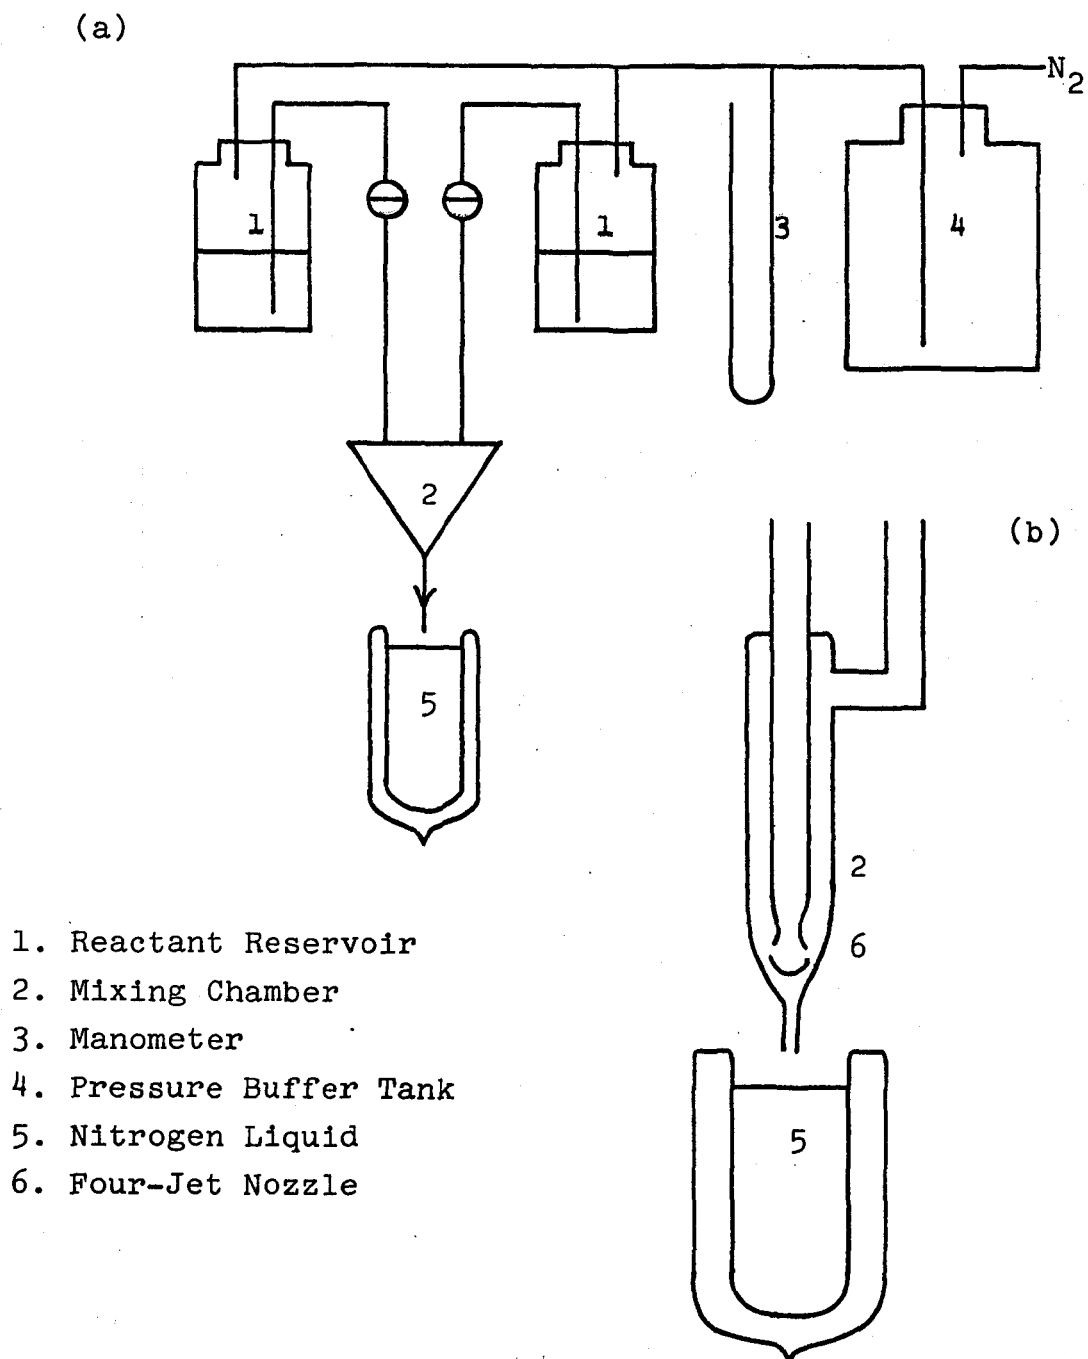 (a)
N2
1
1
3
4
2
5
(b)
2
6
5
1. Reactant Reservoir
2. Mixing Chamber
3. Manometer
4. Pressure Buffer Tank
5. Nitrogen Liquid
6. Four-Jet Nozzle